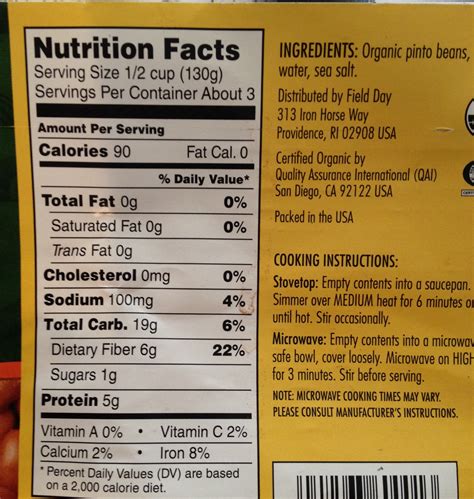 Nutrition Facts
Serving Size 1/2 cup (130g)
Servings Per Container About 3
Amount Per Serving
Calories 90 Fat Cal. 0
% Daily Value*
Total Fat 0g 0%
Saturated Fat 0g 0%
Trans Fat 0g
Cholesterol 0mg 0%
Sodium 100mg 4%
Total Carb. 19g 6%
Dietary Fiber 6g 22%
Sugars 1g
Protein 5g
Vitamin A 0% • Vitamin C 2%
Calcium 2% • Iron 8%
*Percent Daily Values (DV) are based
on a 2,000 calorie diet.
INGREDIENTS: Organic pinto beans,
water, sea salt.
Distributed by Field Day
313 Iron Horse Way
Providence, RI 02908 USA
Certified Organic by
Quality Assurance International (QAI)
San Diego, CA 92122 USA
Packed in the USA
COOKING INSTRUCTIONS:
Stovetop: Empty contents into a saucepan.
Simmer over MEDIUM heat for 6 minutes o
until hot. Stir occasionally.
Microwave: Empty contents into a microwav
safe bowl, cover loosely. Microwave on HIGH
for 3 minutes. Stir before serving.
NOTE: MICROWAVE COOKING TIMES MAY VARY.
PLEASE CONSULT MANUFACTURER'S INSTRUCTIONS.